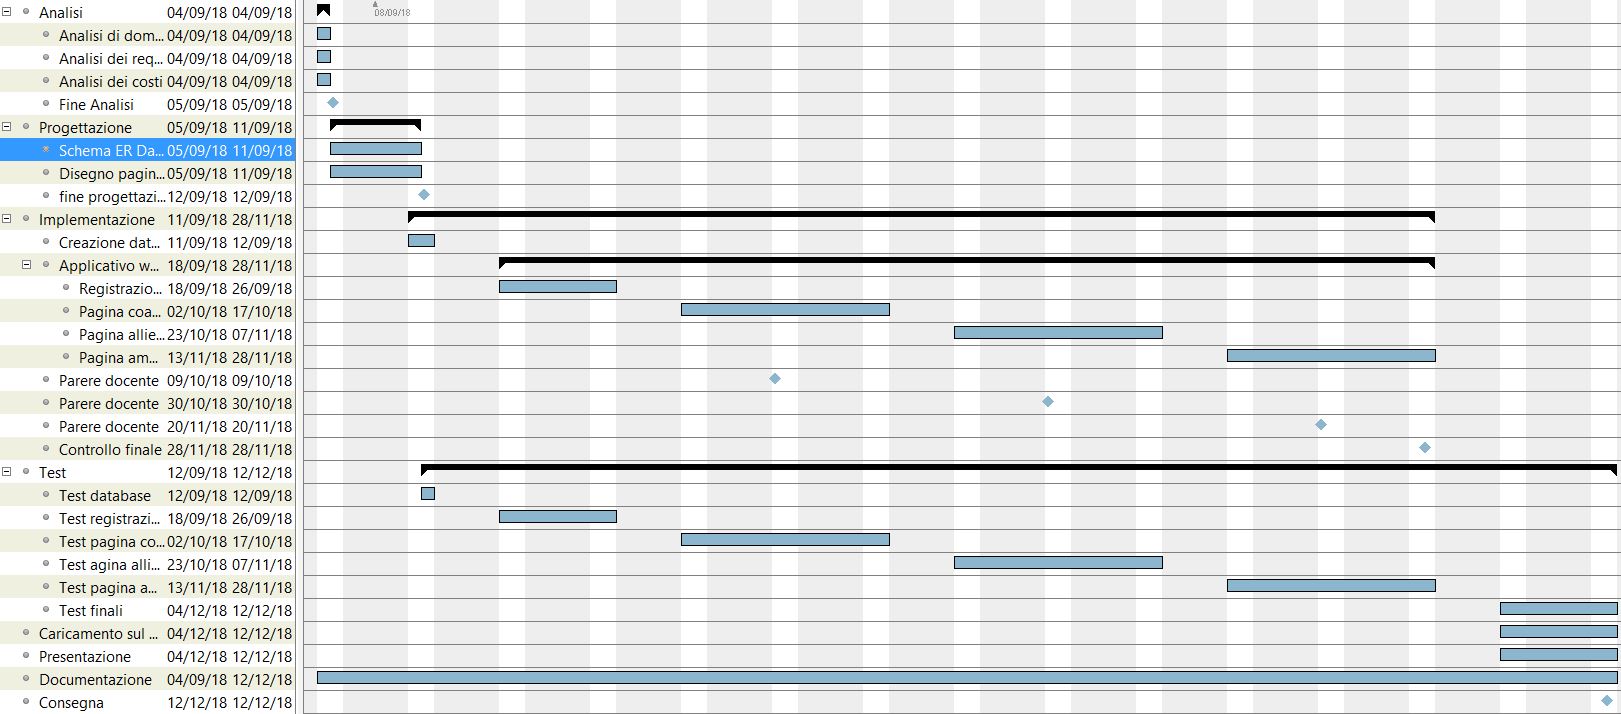 Analisi 04/09/18 04/09/18
08/09/18
Analisi di dom... 04/09/18 04/09/18
Analisi dei req... 04/09/18 04/09/18
Analisi dei costi 04/09/18 04/09/18
Fine Analisi 05/09/18 05/09/18
Progettazione 05/09/18 11/09/18
Schema ER Da... 05/09/18 11/09/18
Disegno pagin... 05/09/18 11/09/18
fine progettazi... 12/09/18 12/09/18
Implementazione 11/09/18 28/11/18
Creazione dat... 11/09/18 12/09/18
Applicativo w... 18/09/18 28/11/18
Registrazio... 18/09/18 26/09/18
Pagina coa... 02/10/18 17/10/18
Pagina allie... 23/10/18 07/11/18
Pagina am... 13/11/18 28/11/18
Parere docente 09/10/18 09/10/18
Parere docente 30/10/18 30/10/18
Parere docente 20/11/18 20/11/18
Controllo finale 28/11/18 28/11/18
Test 12/09/18 12/12/18
Test database 12/09/18 12/09/18
Test registrazi... 18/09/18 26/09/18
Test pagina co... 02/10/18 17/10/18
Test agina alli... 23/10/18 07/11/18
Test pagina a... 13/11/18 28/11/18
Test finali 04/12/18 12/12/18
Caricamento sul ... 04/12/18 12/12/18
Presentazione 04/12/18 12/12/18
Documentazione 04/09/18 12/12/18
Consegna 12/12/18 12/12/18